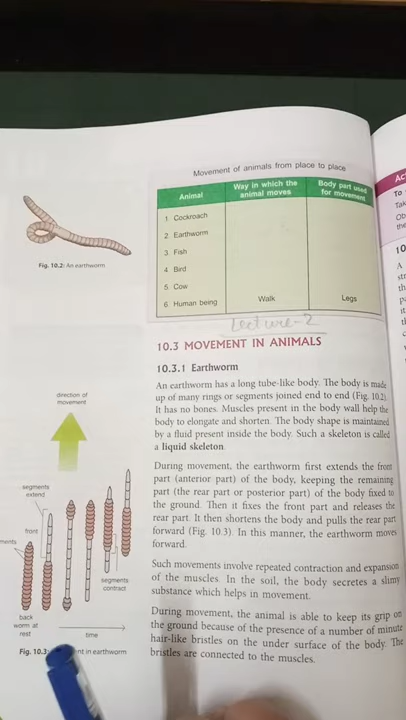 Movement of animals from place to place
Animal Way in which the animal moves Body part used for movement
1. Cockroach
2. Earthworm
3. Fish
4. Bird
5. Cow
6. Human being Walk Legs
Fig. 10.2: An earthworm
Lecture-2
10.3 MOVEMENT IN ANIMALS
10.3.1 Earthworm
An earthworm has a long tube-like body. The body is made
up of many rings or segments joined end to end (Fig. 10.2).
It has no bones. Muscles present in the body wall help the
body to elongate and shorten. The body shape is maintained
by a fluid present inside the body. Such a skeleton is called
a liquid skeleton.
During movement, the earthworm first extends the front
part (anterior part) of the body, keeping the remaining
part (the rear part or posterior part) of the body fixed to
the ground. Then it fixes the front part and releases the
rear part. It then shortens the body and pulls the rear part
forward (Fig. 10.3). In this manner, the earthworm moves
forward.
Such movements involve repeated contraction and expansion
of the muscles. In the soil, the body secretes a slimy
substance which helps in movement.
During movement, the animal is able to keep its grip on
the ground because of the presence of a number of minute
hair-like bristles on the under surface of the body. The
bristles are connected to the muscles.
direction of
movement
segments
extend
front
segments
contract
back
worm at
rest
time
Fig. 10.3: in earthworm
To
Tak
Ob
the
10
A